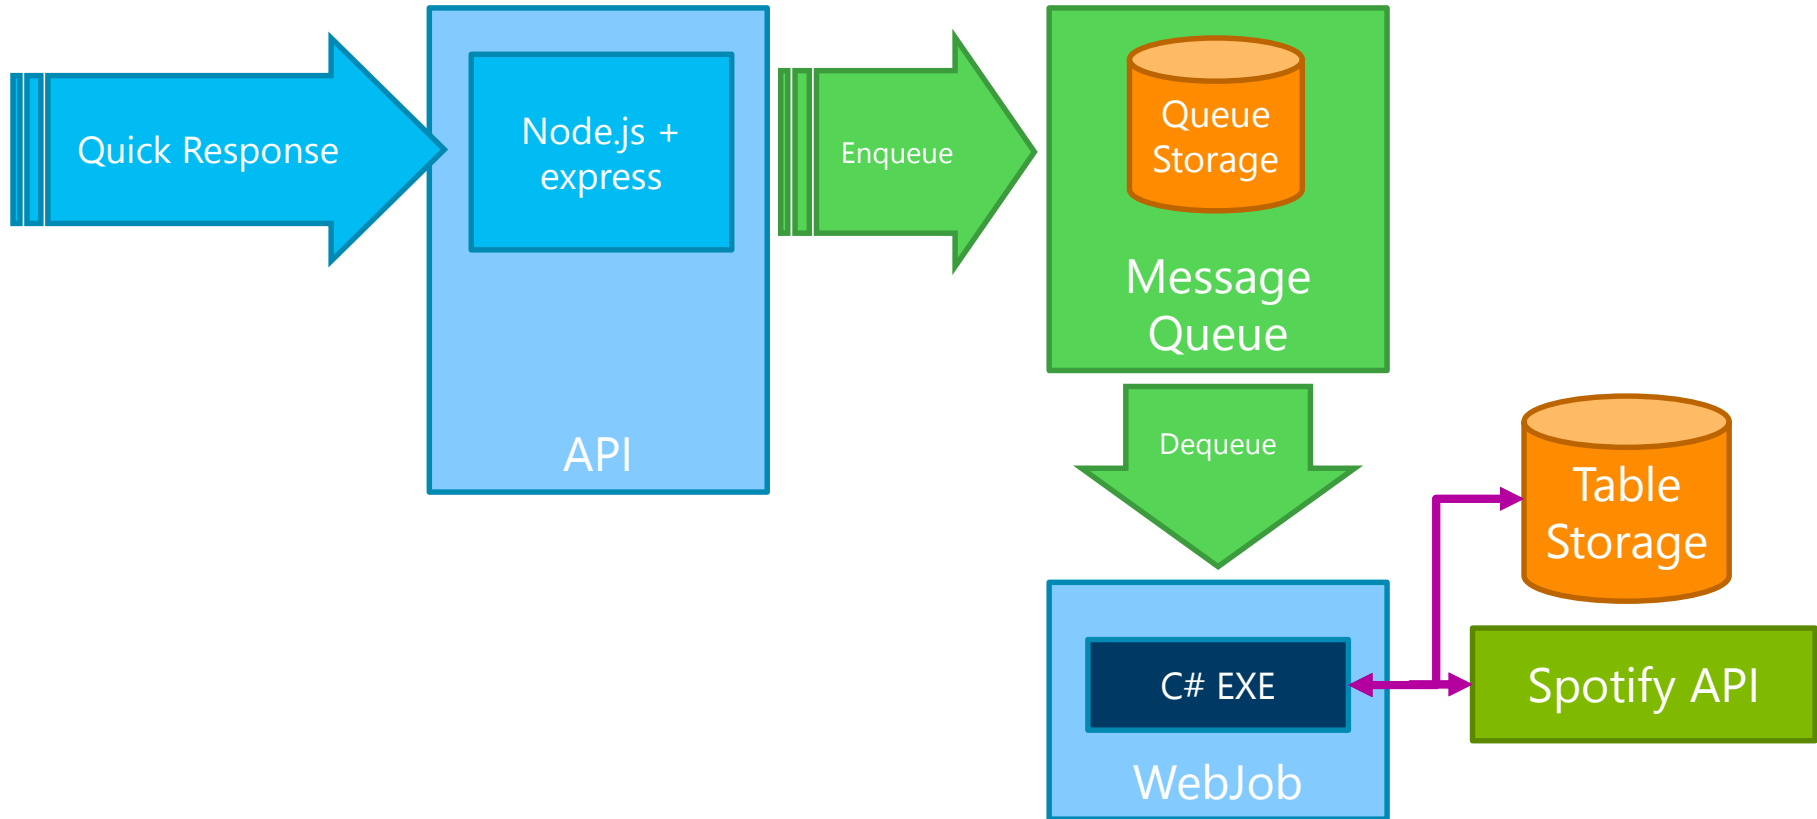 Quick Response
Node.js +
express
API
Enqueue
Queue
Storage
Message
Queue
Dequeue
Table
Storage
C# EXE
Spotify API
WebJob